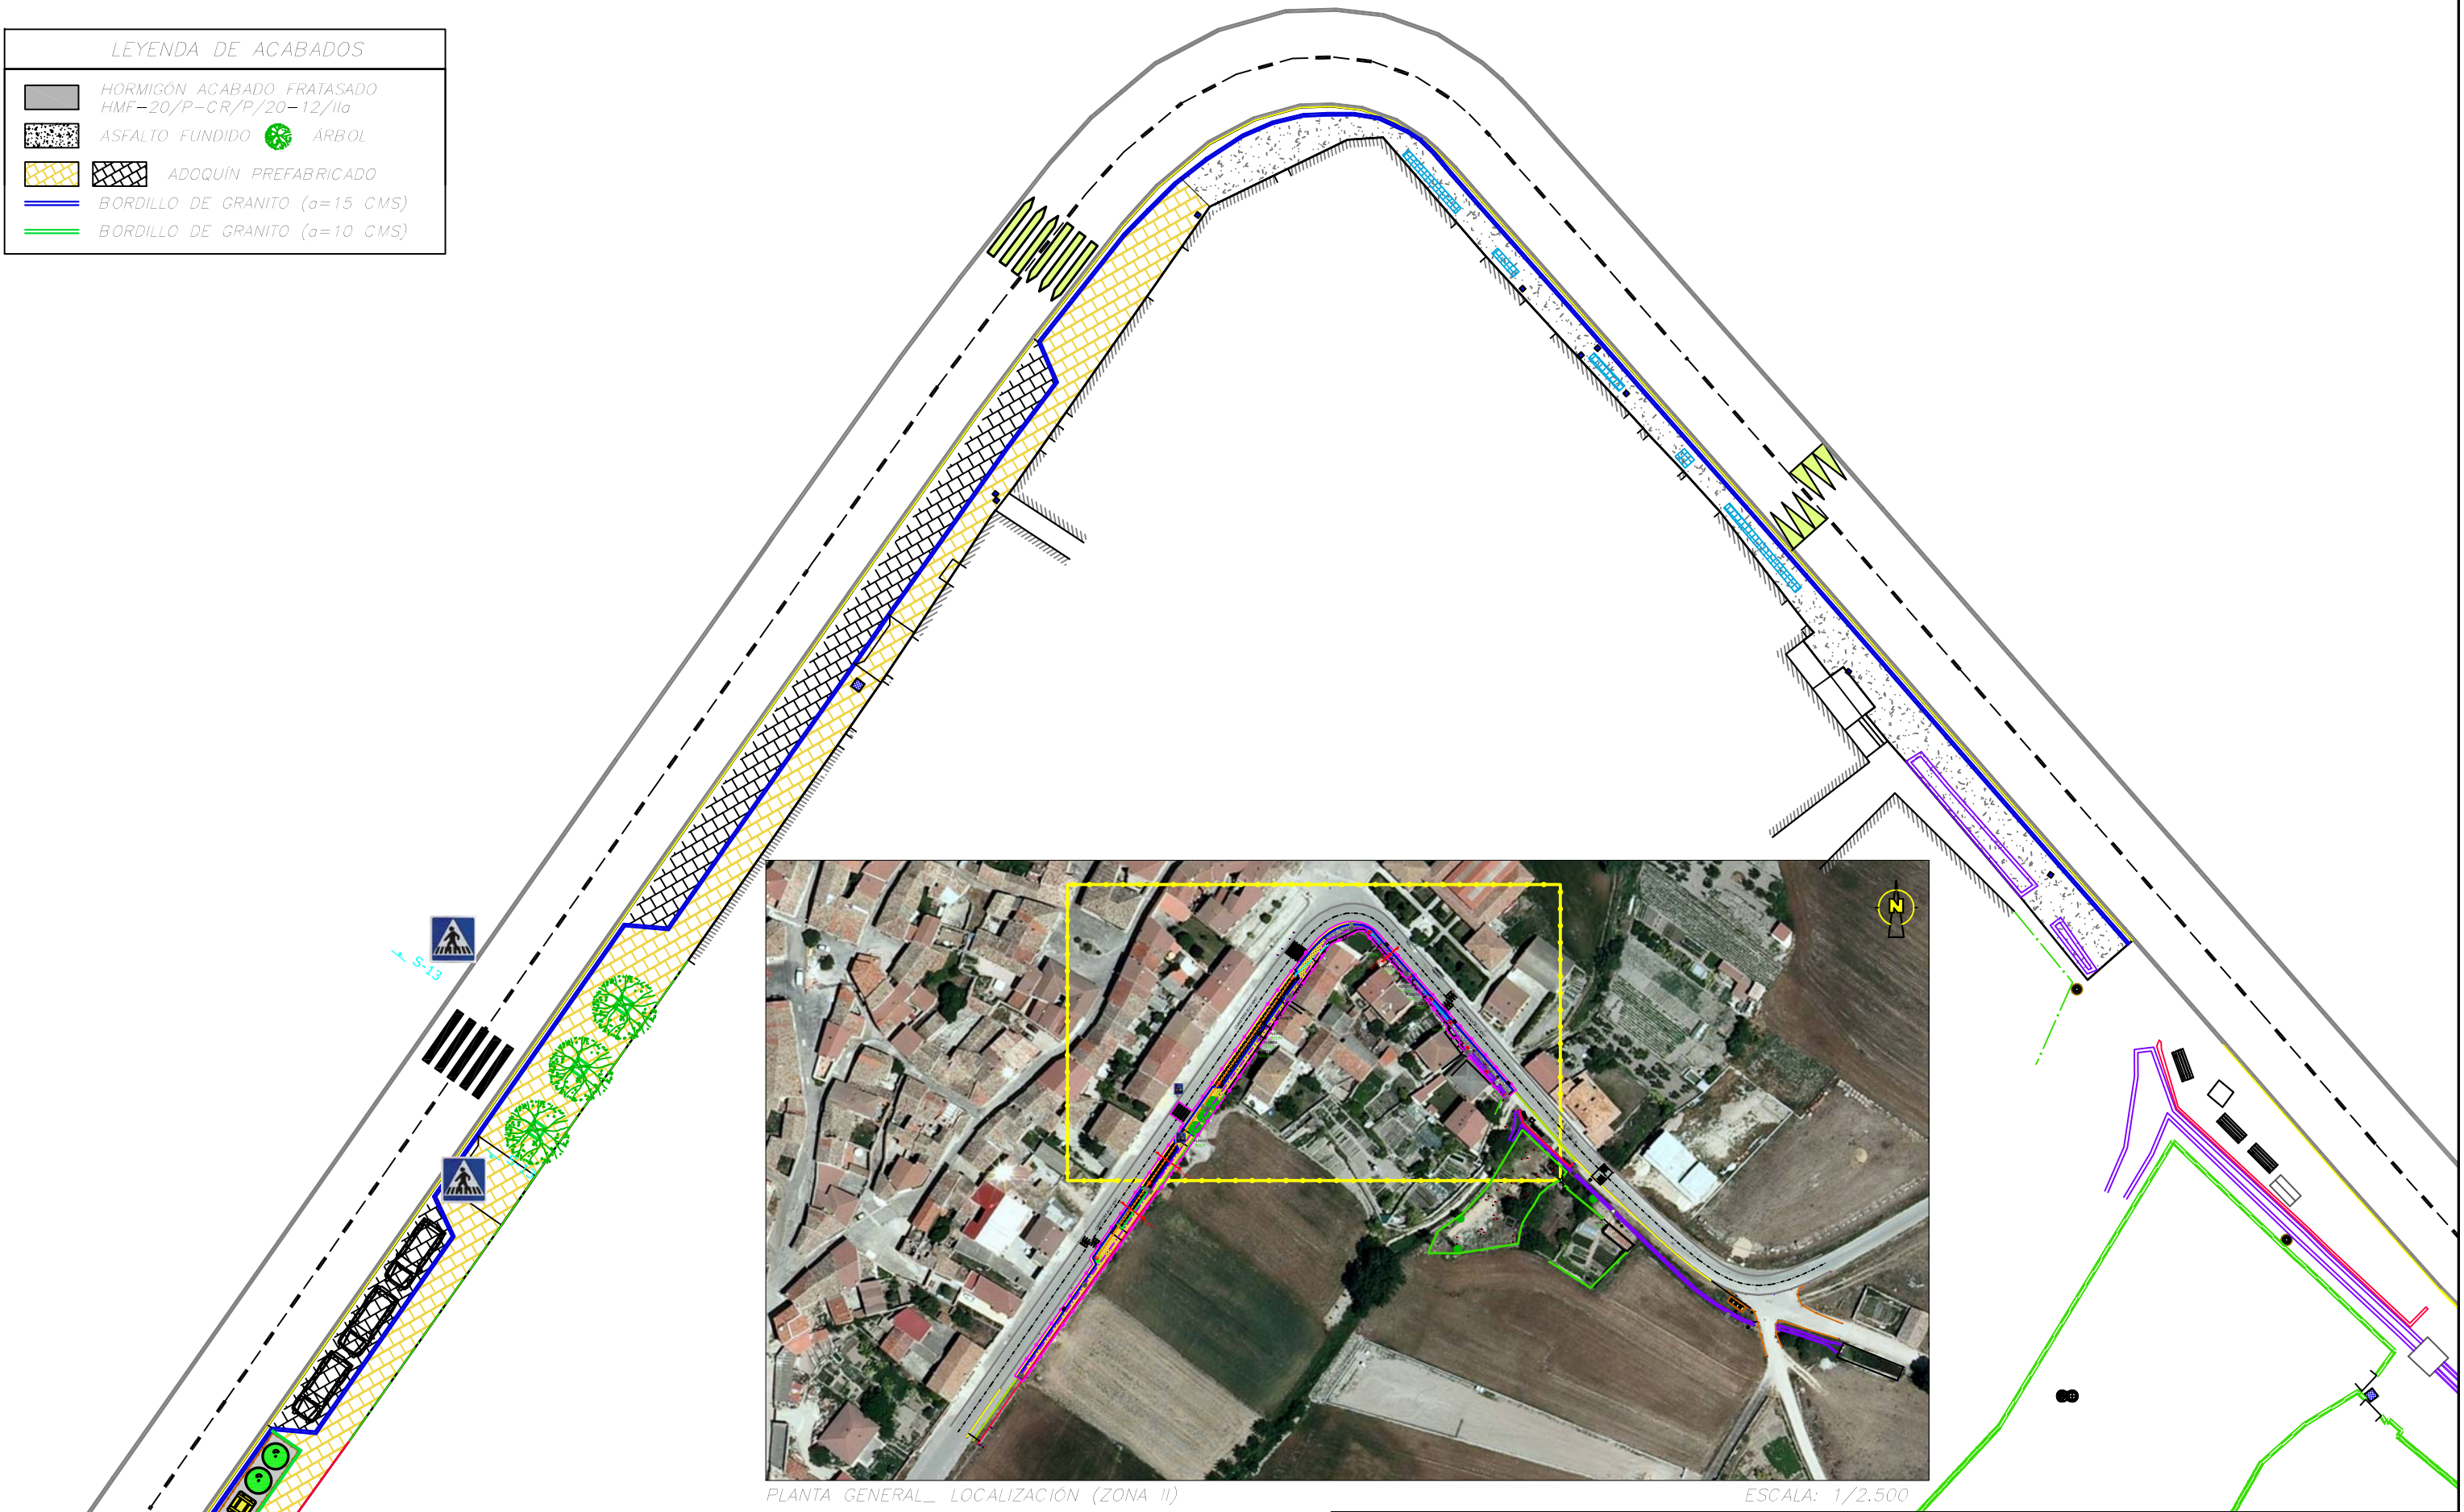 LEYENDA DE ACABADOS
HORMIGÓN ACABADO FRATASADO
HMF-20/P-CR/P/20-12/IIa
ASFALTO FUNDIDO
ÁRBOL
ADOQUÍN PREFABRICADO
BORDILLO DE GRANITO (a=15 CMS)
BORDILLO DE GRANITO (a=10 CMS)
S-13
N
PLANTA GENERAL_ LOCALIZACIÓN (ZONA II)
ESCALA: 1/2.500